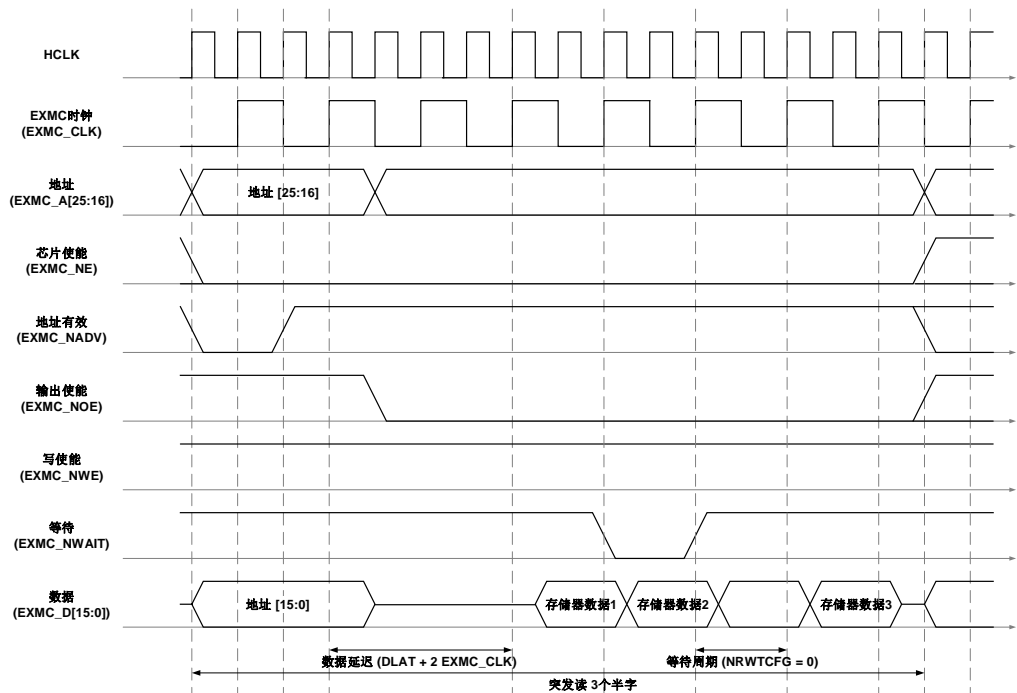 HCLK
EXMC时钟
(EXMC_CLK)
地址
(EXMC_A[25:16])
地址 [25:16]
芯片使能
(EXMC_NE)
地址有效
(EXMC_NADV)
输出使能
(EXMC_NOE)
写使能
(EXMC_NWE)
等待
(EXMC_NWAIT)
数据
(EXMC_D[15:0])
地址 [15:0]
存储器数据1
存储器数据2
存储器数据3
数据延迟 (DLAT + 2 EXMC_CLK)
等待周期 (NRWTCFG = 0)
突发读 3个半字